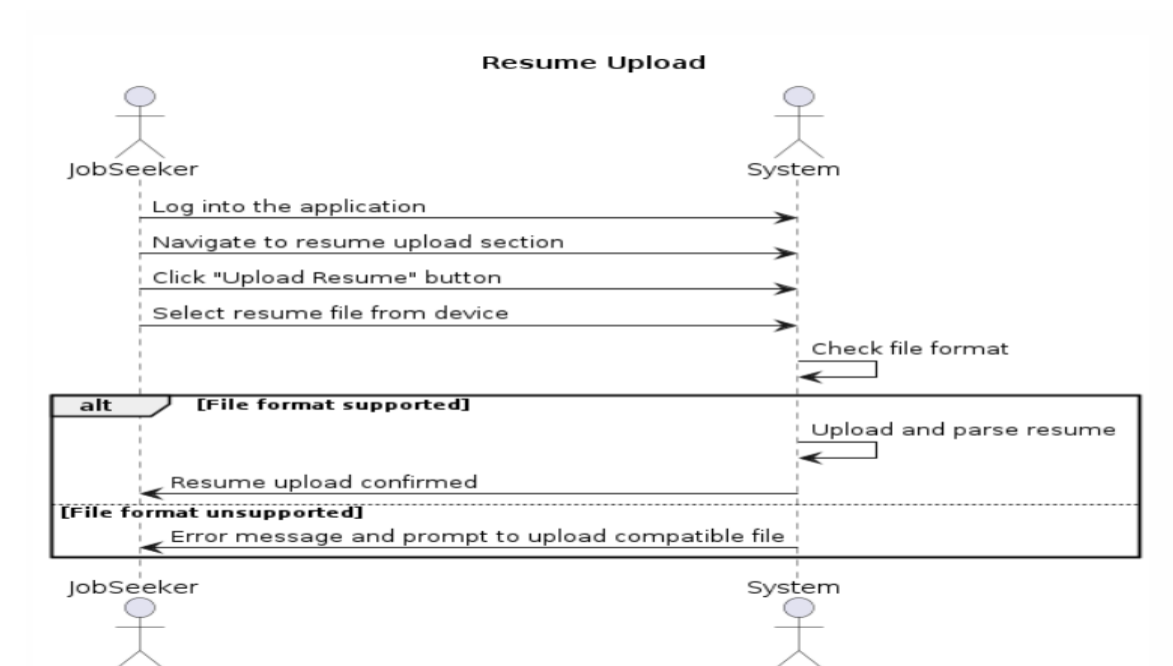 Resume Upload
JobSeeker
System
Log into the application
Navigate to resume upload section
Click "Upload Resume" button
Select resume file from device
Check file format
alt
[File format supported]
Upload and parse resume
Resume upload confirmed
[File format unsupported]
Error message and prompt to upload compatible file
JobSeeker
System